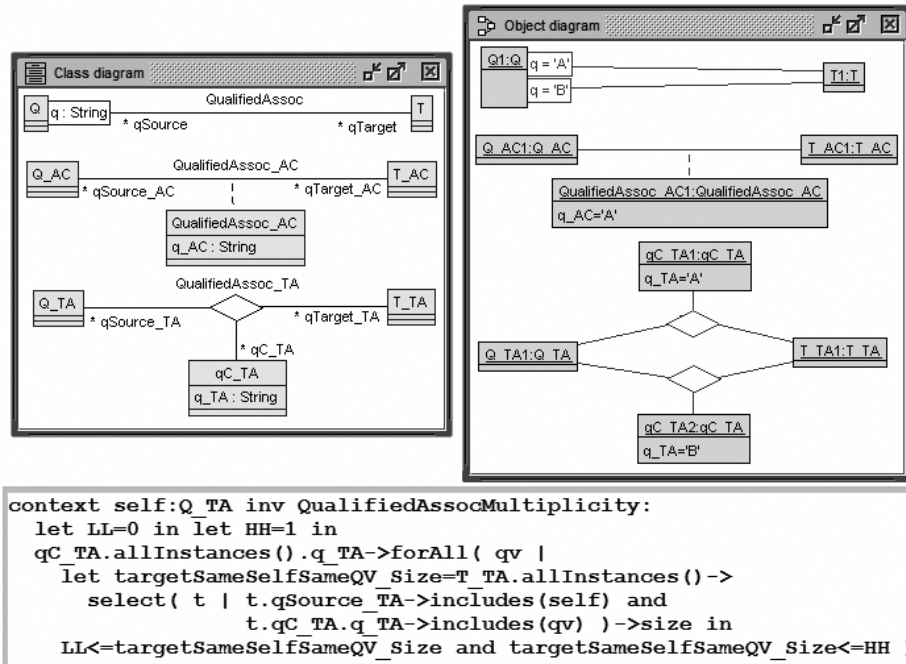 Class diagram
Q
q : String
QualifiedAssoc
T
* qSource
* qTarget
Q_AC
QualifiedAssoc_AC
T_AC
* qSource_AC
* qTarget_AC
QualifiedAssoc_AC
q_AC : String
QualifiedAssoc_TA
Q_TA
T_TA
* qSource_TA
* qTarget_TA
* qC_TA
qC_TA
q_TA : String
Object diagram
Q1:Q
q = 'A'
q = 'B'
T1:T
Q_AC1:Q_AC
T_AC1:T_AC
QualifiedAssoc_AC1:QualifiedAssoc_AC
q_AC='A'
qC_TA1:qC_TA
q_TA='A'
Q_TA1:Q_TA
T_TA1:T_TA
qC_TA2:qC_TA
q_TA='B'
context self:Q_TA inv QualifiedAssocMultiplicity:
let LL=0 in let HH=1 in
qC_TA.allInstances().q_TA->forAll( qv |
let targetSameSelfSameQV_Size=T_TA.allInstances()->
select( t | t.qSource_TA->includes(self) and
t.qC_TA.q_TA->includes(qv) )->size in
LL<=targetSameSelfSameQV_Size and targetSameSelfSameQV_Size<=HH )